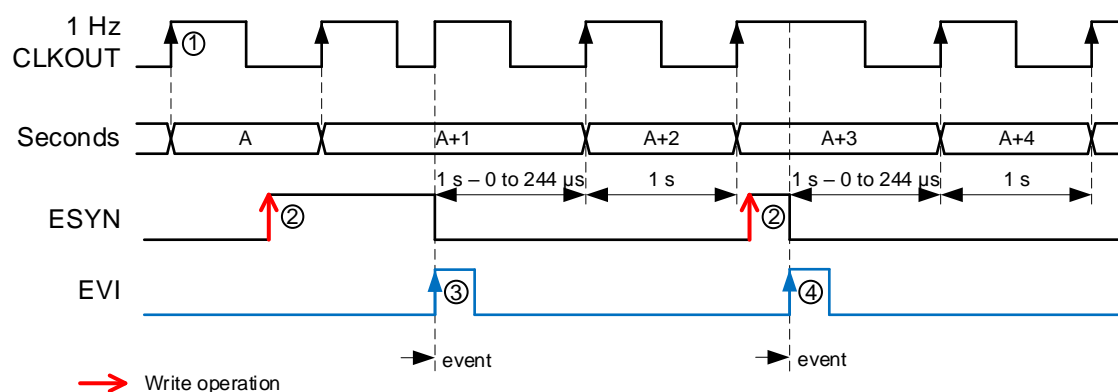 1 Hz
CLKOUT
①
Seconds
A
A+1
A+2
A+3
A+4
1 s – 0 to 244 µs
1 s
1 s – 0 to 244 µs
1 s
ESYN
②
②
EVI
③
④
event
event
Write operation